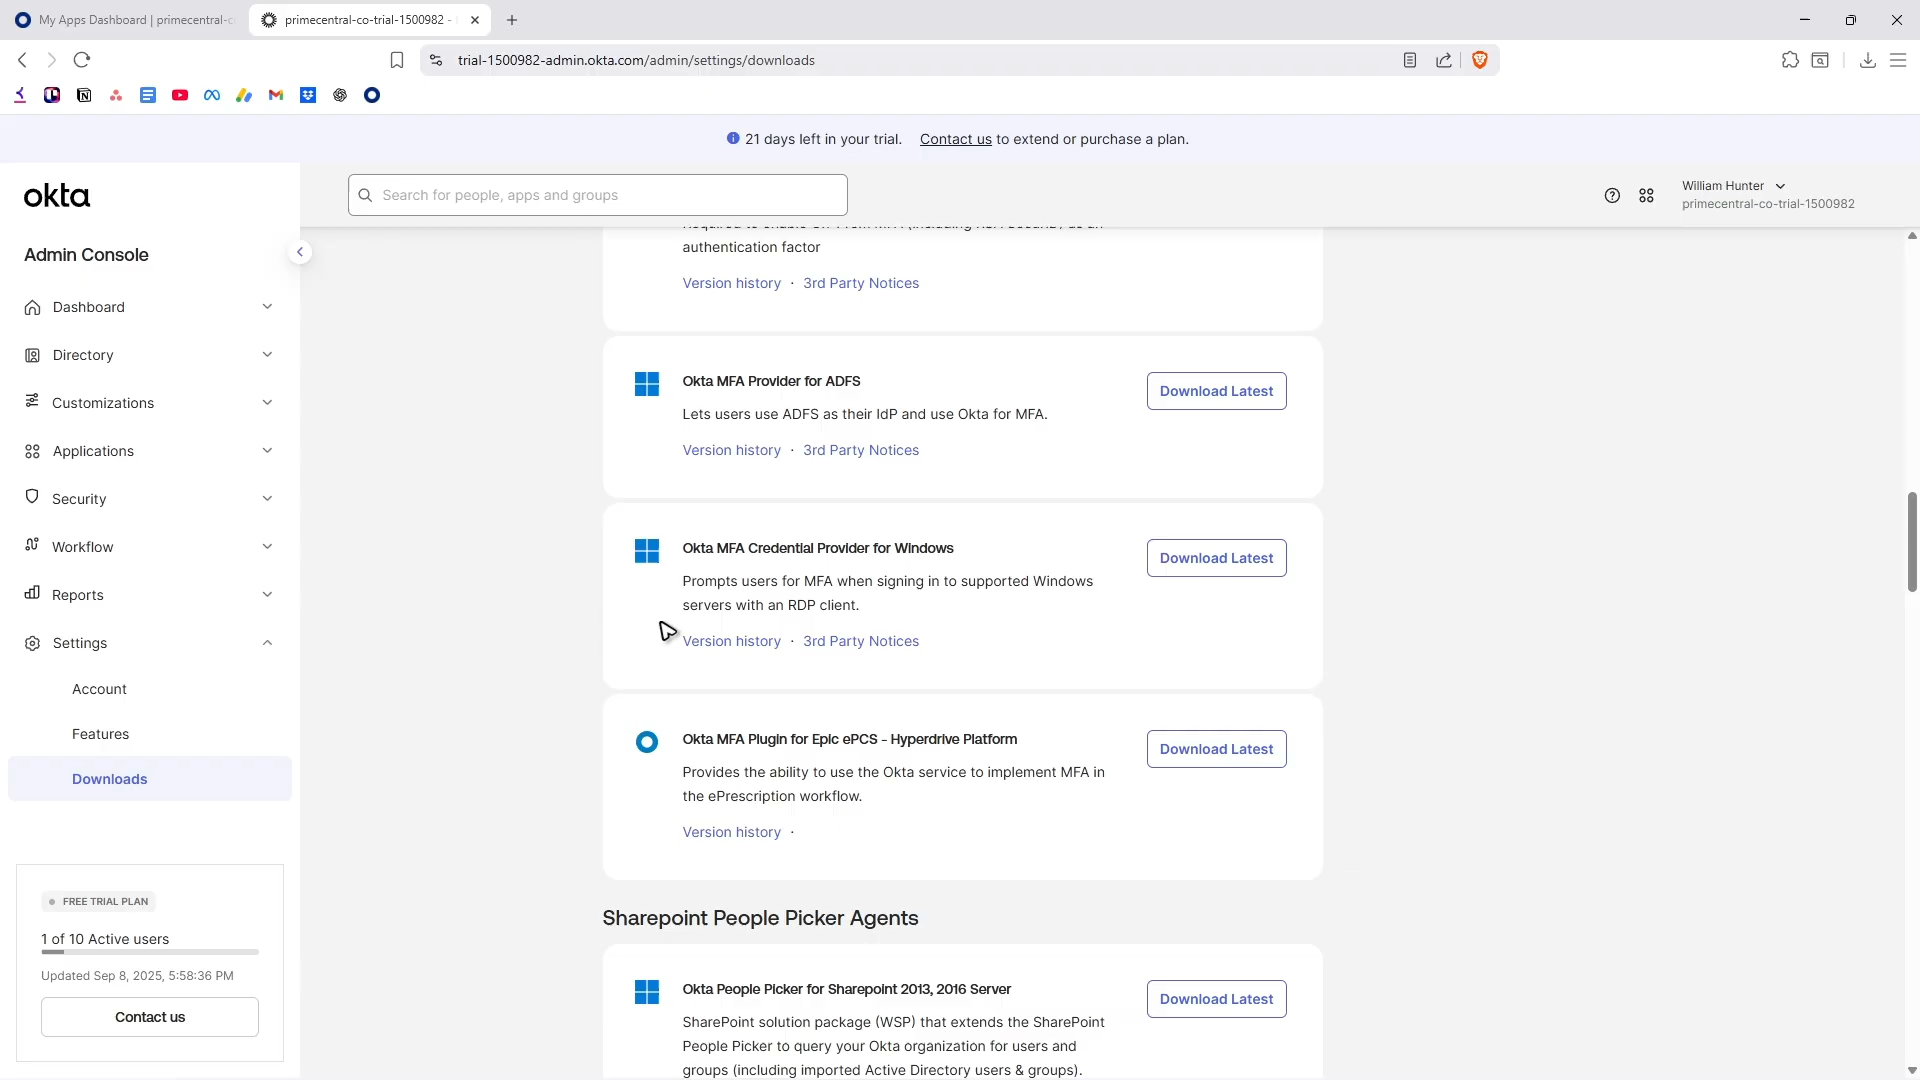 My Apps Dashboard | primecentral-c
primecentral-co-trial-1500982 -
trial-1500982-admin.okta.com/admin/settings/downloads
21 days left in your trial. Contact us to extend or purchase a plan.
okta
Search for people, apps and groups
William Hunter
primecentral-co-trial-1500982
Admin Console
Dashboard
Directory
Customizations
Applications
Security
Workflow
Reports
Settings
Account
Features
Downloads
FREE TRIAL PLAN
1 of 10 Active users
Updated Sep 8, 2025, 5:58:36 PM
Contact us
authentication factor
Version history · 3rd Party Notices
Okta MFA Provider for ADFS
Download Latest
Lets users use ADFS as their IdP and use Okta for MFA.
Version history · 3rd Party Notices
Okta MFA Credential Provider for Windows
Download Latest
Prompts users for MFA when signing in to supported Windows
servers with an RDP client.
Version history · 3rd Party Notices
Okta MFA Plugin for Epic ePCS - Hyperdrive Platform
Download Latest
Provides the ability to use the Okta service to implement MFA in
the ePrescription workflow.
Version history ·
Sharepoint People Picker Agents
Okta People Picker for Sharepoint 2013, 2016 Server
Download Latest
SharePoint solution package (WSP) that extends the SharePoint
People Picker to query your Okta organization for users and
groups (including imported Active Directory users & groups).